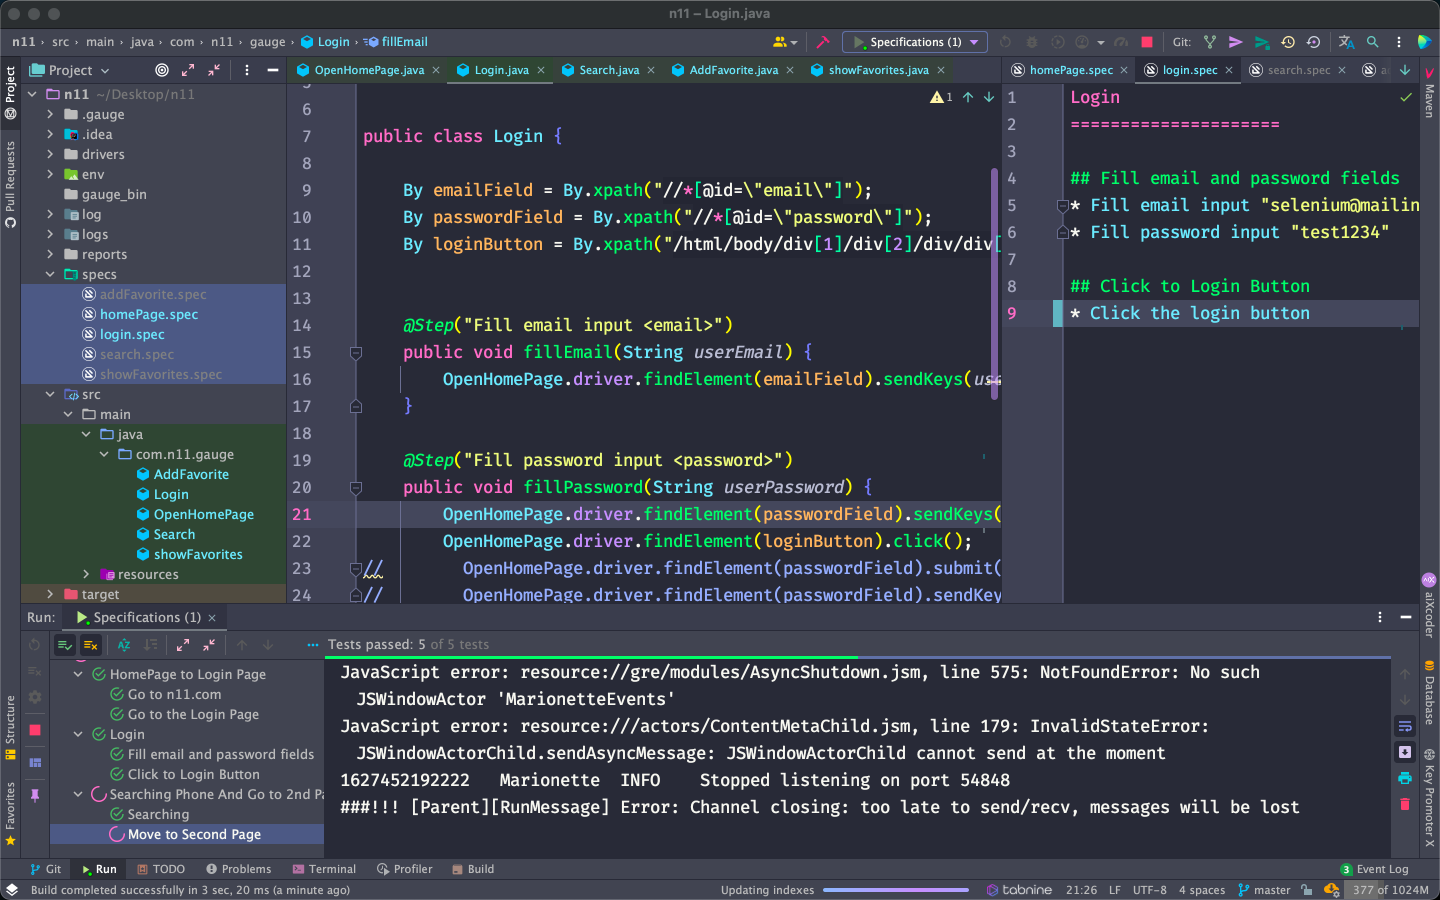 n11 – Login.java
n11 › src › main › java › com › n11 › gauge › Login › fillEmail
Specifications (1)
Git:
Project
OpenHomePage.java
Login.java
Search.java
AddFavorite.java
showFavorites.java
homePage.spec
login.spec
search.spec
Project
Pull Requests
Structure
Favorites
Maven
aiXcoder
Database
Key Promoter X
n11 ~/Desktop/n11
.gauge
.idea
drivers
env
gauge_bin
log
logs
reports
specs
addFavorite.spec
homePage.spec
login.spec
search.spec
showFavorites.spec
src
main
java
com.n11.gauge
AddFavorite
Login
OpenHomePage
Search
showFavorites
resources
target
1
6
7 public class Login {
8
9 By emailField = By.xpath("//*[@id=\"email\"]");
10 By passwordField = By.xpath("//*[@id=\"password\"]");
11 By loginButton = By.xpath("/html/body/div[1]/div[2]/div/div[
12
13
14 @Step("Fill email input <email>")
15 public void fillEmail(String userEmail) {
16 OpenHomePage.driver.findElement(emailField).sendKeys(use
17 }
18
19 @Step("Fill password input <password>")
20 public void fillPassword(String userPassword) {
21 OpenHomePage.driver.findElement(passwordField).sendKeys(
22 OpenHomePage.driver.findElement(loginButton).click();
23 // OpenHomePage.driver.findElement(passwordField).submit(
24 // OpenHomePage.driver.findElement(passwordField).sendKey
1 Login
2 =====================
3
4 ## Fill email and password fields
5 * Fill email input "selenium@mailin
6 * Fill password input "test1234"
7
8 ## Click to Login Button
9 * Click the login button
Run: Specifications (1)
Tests passed: 5 of 5 tests
HomePage to Login Page
Go to n11.com
Go to the Login Page
Login
Fill email and password fields
Click to Login Button
Searching Phone And Go to 2nd Pa
Searching
Move to Second Page
JavaScript error: resource://gre/modules/AsyncShutdown.jsm, line 575: NotFoundError: No such
JSWindowActor 'MarionetteEvents'
JavaScript error: resource:///actors/ContentMetaChild.jsm, line 179: InvalidStateError:
JSWindowActorChild.sendAsyncMessage: JSWindowActorChild cannot send at the moment
1627452192222 Marionette INFO Stopped listening on port 54848
###!!! [Parent][RunMessage] Error: Channel closing: too late to send/recv, messages will be lost
Git Run TODO Problems Terminal Profiler Build
3 Event Log
Build completed successfully in 3 sec, 20 ms (a minute ago)
Updating indexes
tabnine 21:26 LF UTF-8 4 spaces master 377 of 1024M